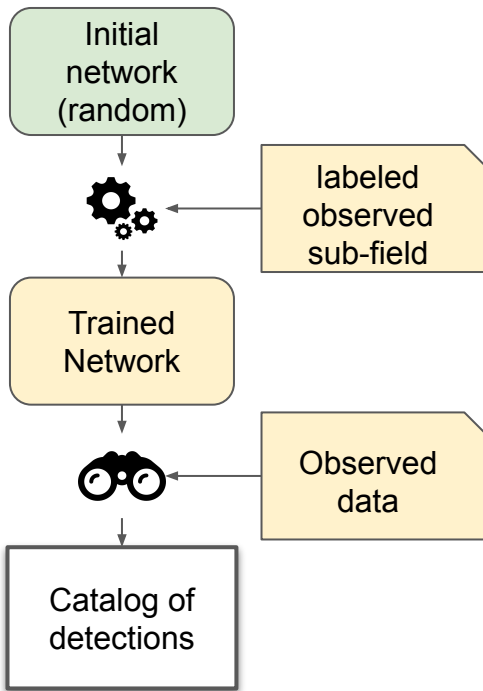 Initial
network
(random)
labeled
observed
sub-field
Trained
Network
Observed
data
Catalog of
detections